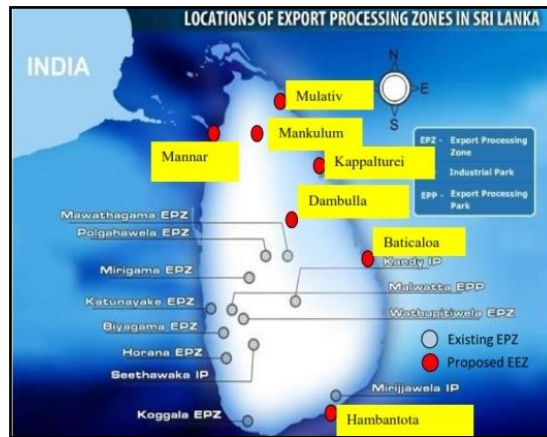 LOCATIONS OF EXPORT PROCESSING ZONES IN SRI LANKA
INDIA
N
E
S
Mulativ
Mankulum
Mannar
Kappalturei
EPZ - Export Processing Zone
Industrial Park
EPP - Export Processing Park
Dambulla
Mawathagama EPZ
Polgahawela EPZ
Baticaloa
Kandy IP
Mirigama EPZ
Malwatta EPP
Katunayake EPZ
Wathupitiwela EPZ
Biyagama EPZ
Existing EPZ
Horana EPZ
Proposed EEZ
Seethawaka IP
Mirijjawela IP
Koggala EPZ
Hambantota